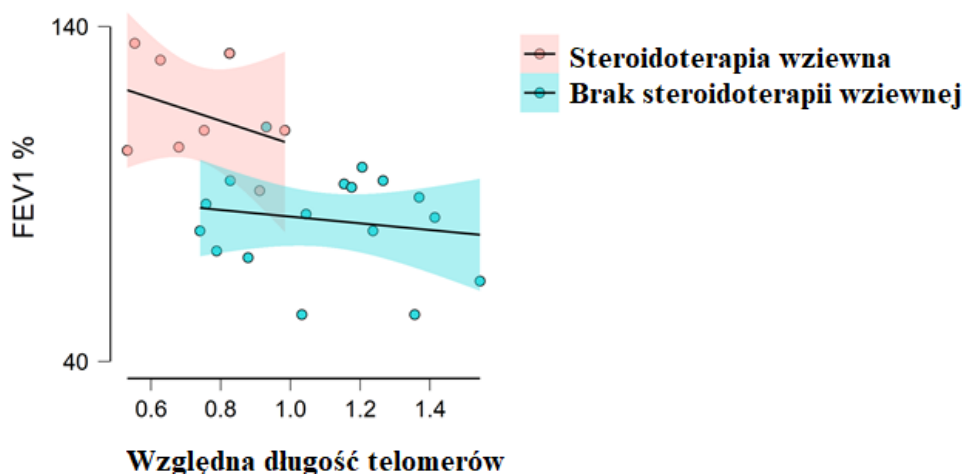 140
Steroidoterapia wziewna
Brak steroidoterapii wziewnej
FEV1 %
40
0.6 0.8 1.0 1.2 1.4
Względna długość telomerów